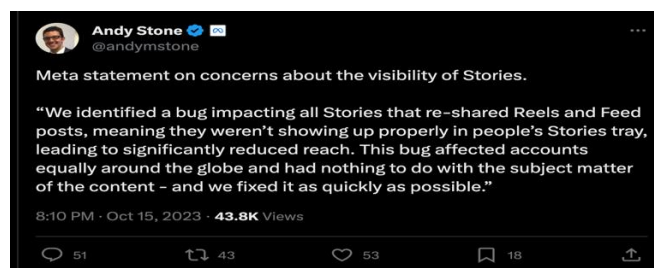 Andy Stone
@andymstone
Meta statement on concerns about the visibility of Stories.
“We identified a bug impacting all Stories that re-shared Reels and Feed
posts, meaning they weren’t showing up properly in people’s Stories tray,
leading to significantly reduced reach. This bug affected accounts
equally around the globe and had nothing to do with the subject matter
of the content - and we fixed it as quickly as possible.”
8:10 PM · Oct 15, 2023 · 43.8K Views
51 43 53 18